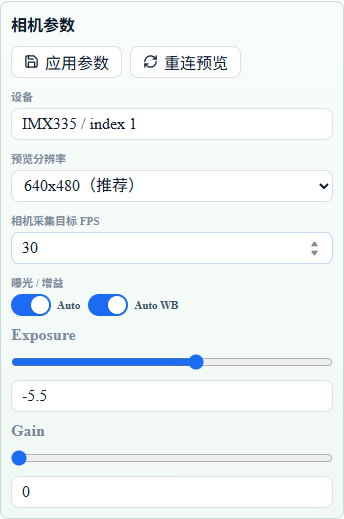 相机参数
应用参数 重连预览
设备
IMX335 / index 1
预览分辨率
640x480（推荐）
相机采集目标 FPS
30
曝光 / 增益
Auto Auto WB
Exposure
-5.5
Gain
0